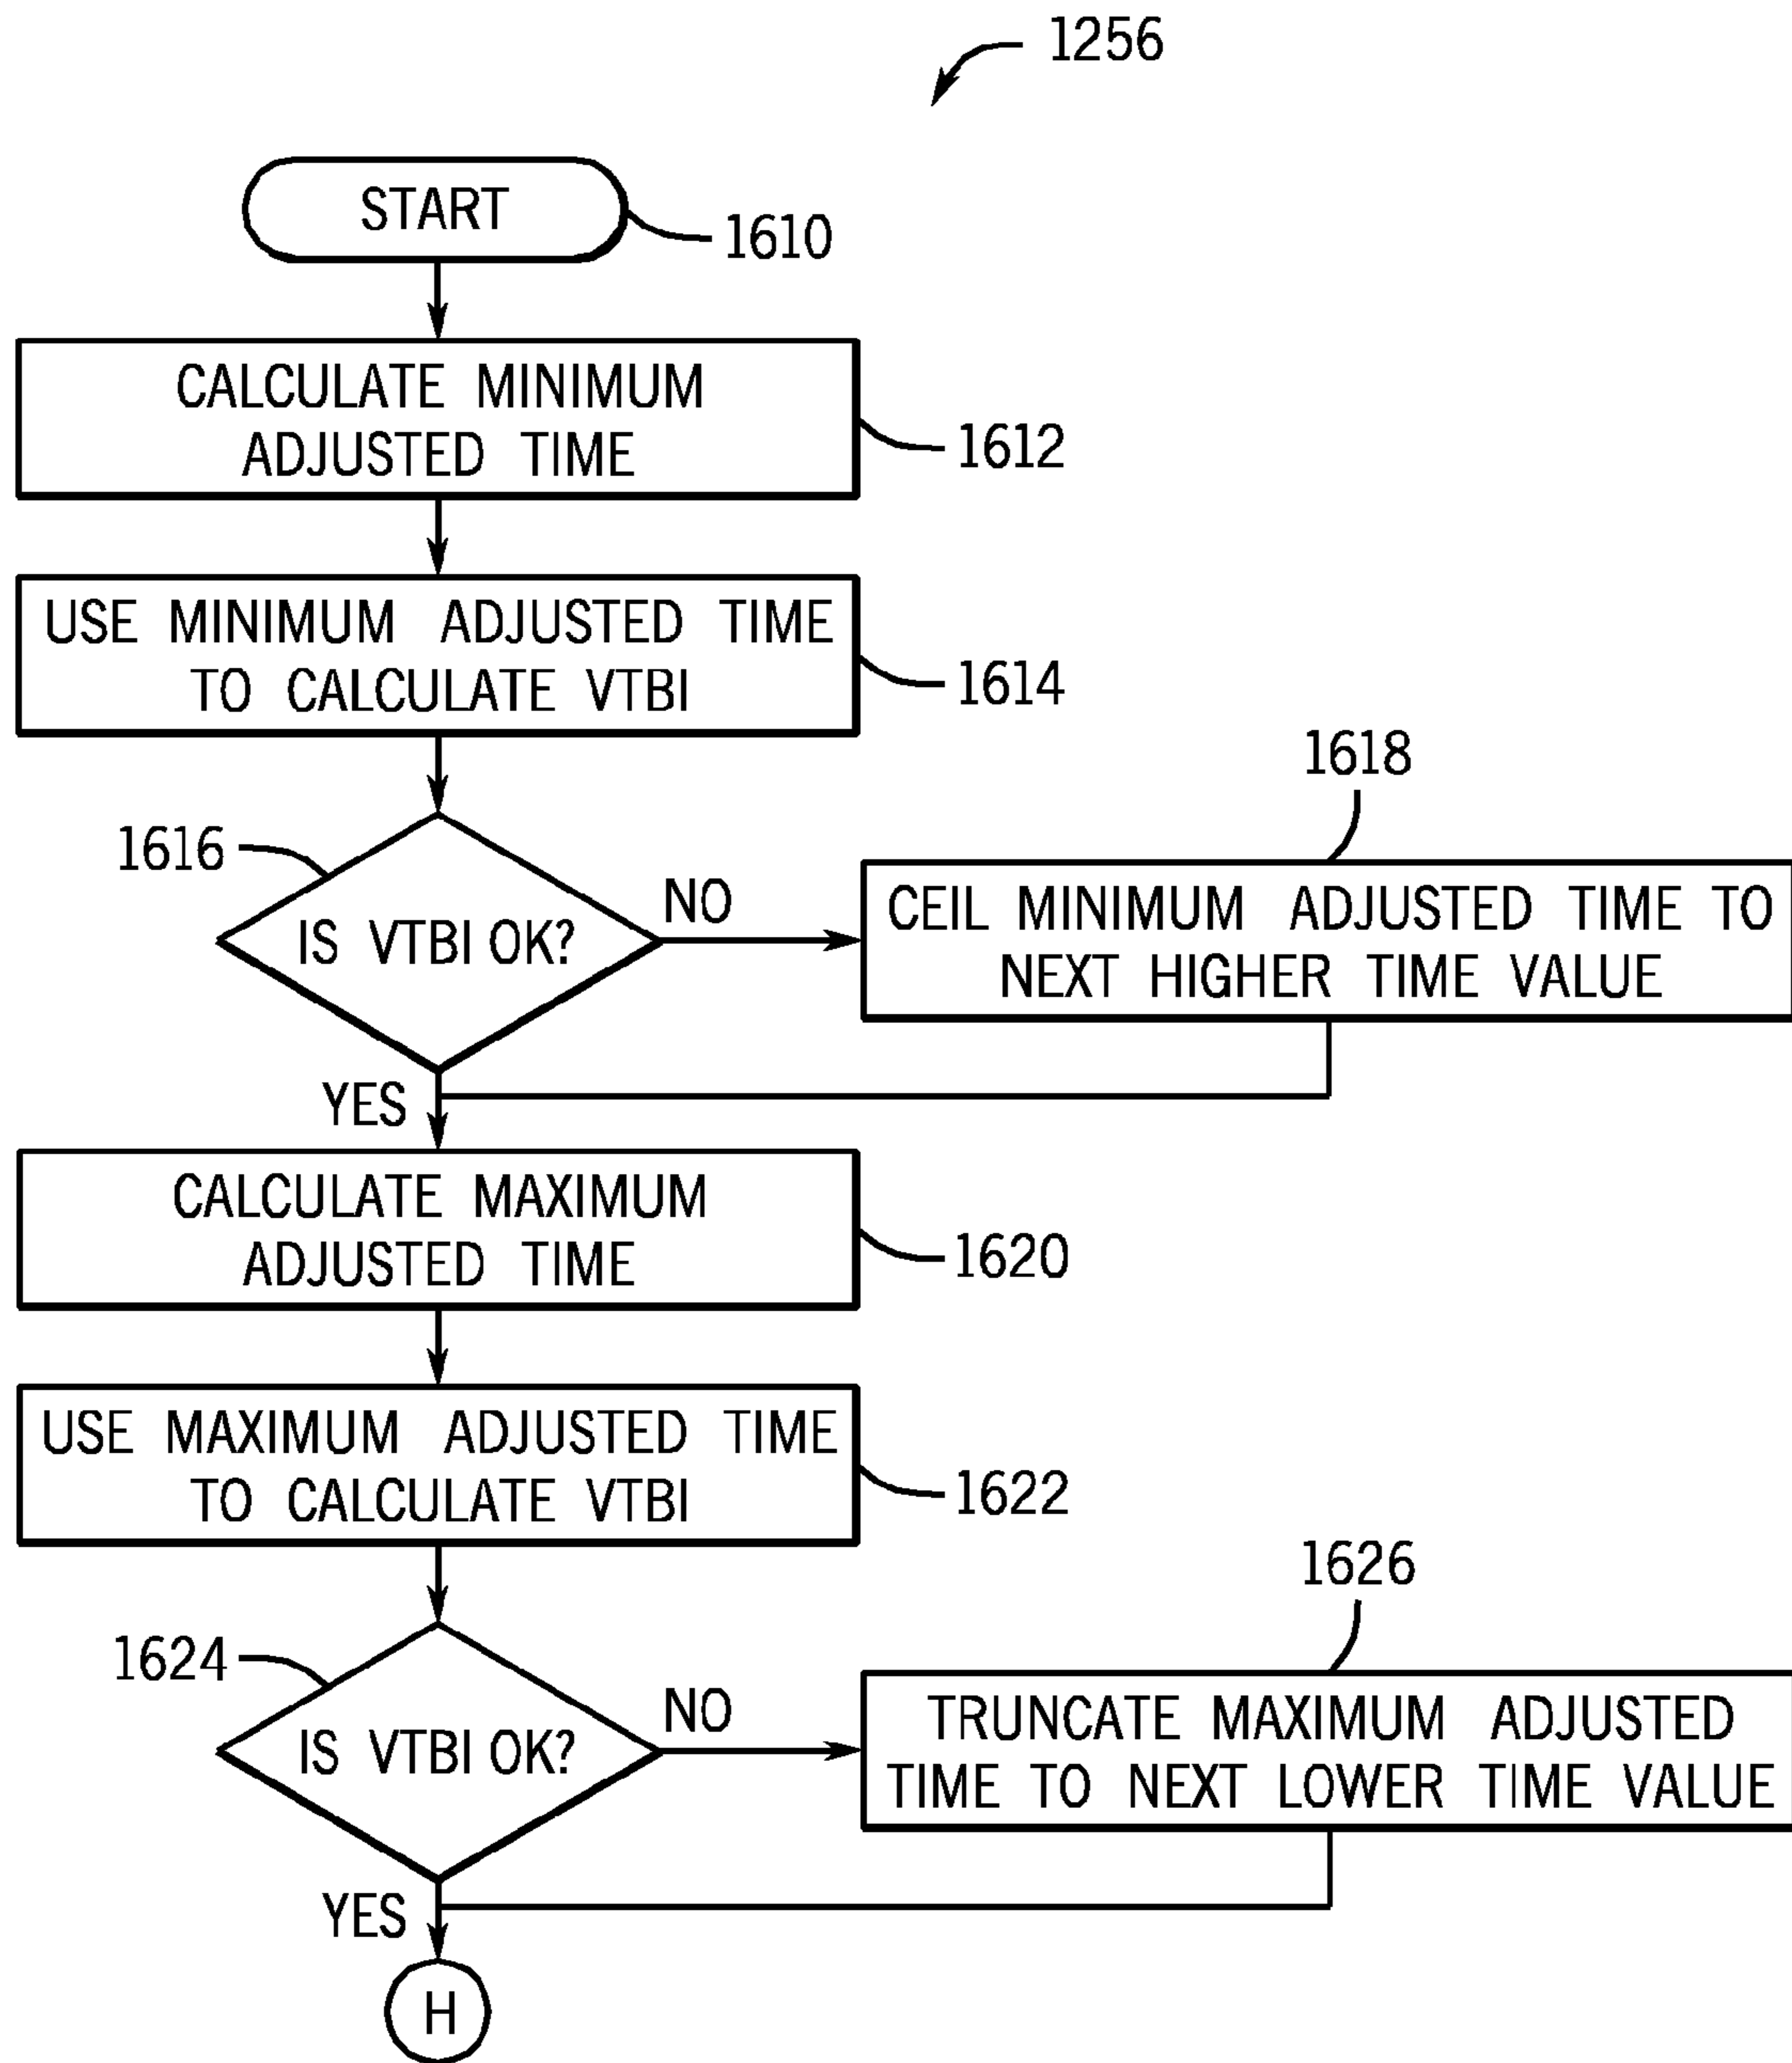 1256
START
1610
CALCULATE MINIMUM
ADJUSTED TIME
1612
USE MINIMUM ADJUSTED TIME
TO CALCULATE VTBI
1614
1616
IS VTBI OK?
NO
1618
CEIL MINIMUM ADJUSTED TIME TO
NEXT HIGHER TIME VALUE
YES
CALCULATE MAXIMUM
ADJUSTED TIME
1620
USE MAXIMUM ADJUSTED TIME
TO CALCULATE VTBI
1622
1624
IS VTBI OK?
NO
1626
TRUNCATE MAXIMUM ADJUSTED
TIME TO NEXT LOWER TIME VALUE
YES
H